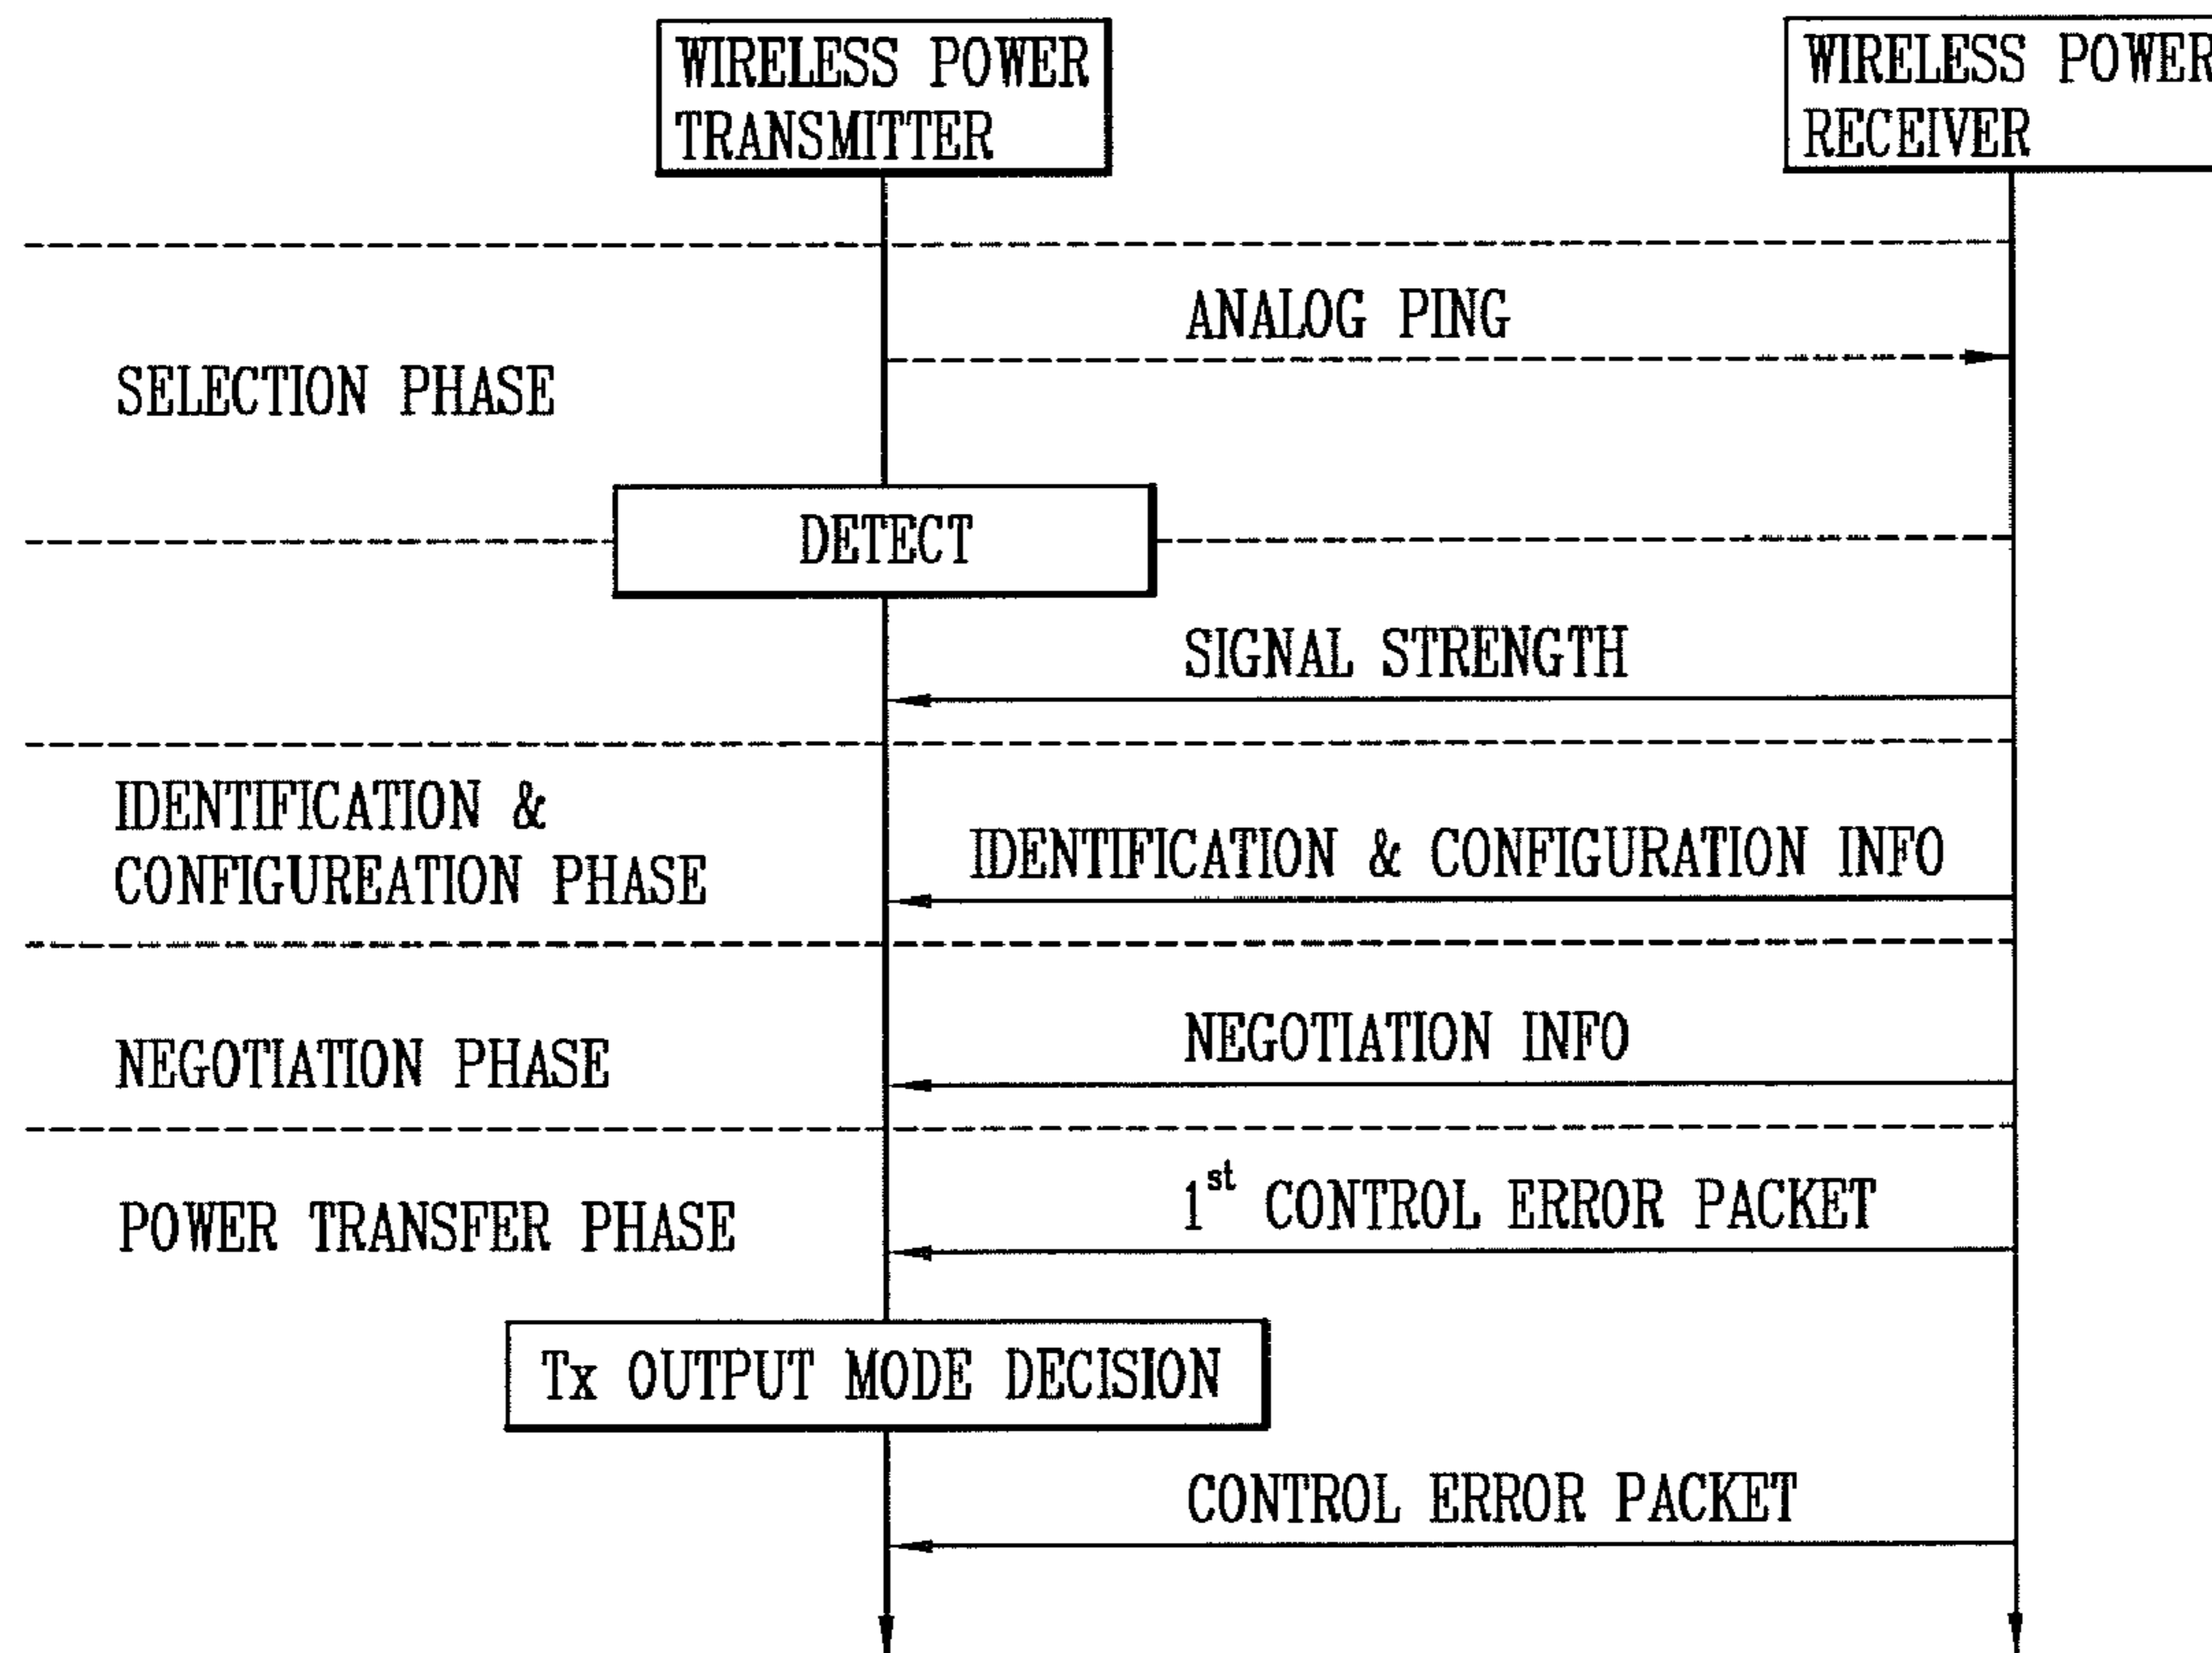 WIRELESS POWER
TRANSMITTER
WIRELESS POWER
RECEIVER
ANALOG PING
SELECTION PHASE
DETECT
SIGNAL STRENGTH
IDENTIFICATION &
CONFIGUREATION PHASE
IDENTIFICATION & CONFIGURATION INFO
NEGOTIATION INFO
NEGOTIATION PHASE
1st CONTROL ERROR PACKET
POWER TRANSFER PHASE
Tx OUTPUT MODE DECISION
CONTROL ERROR PACKET